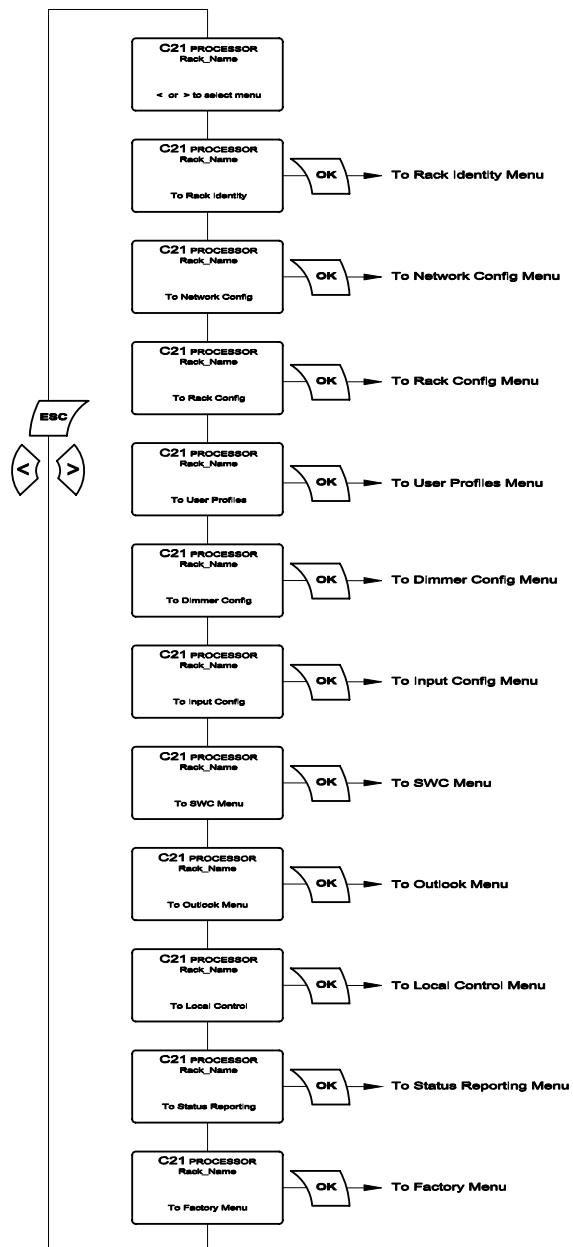 C21 PROCESSOR
Rack_Name
< or > to select menu
C21 PROCESSOR
Rack_Name
To Rack Identity
OK
To Rack Identity Menu
C21 PROCESSOR
Rack_Name
To Network Config
OK
To Network Config Menu
C21 PROCESSOR
Rack_Name
To Rack Config
OK
To Rack Config Menu
ESC
< >
C21 PROCESSOR
Rack_Name
To User Profiles
OK
To User Profiles Menu
C21 PROCESSOR
Rack_Name
To Dimmer Config
OK
To Dimmer Config Menu
C21 PROCESSOR
Rack_Name
To Input Config
OK
To Input Config Menu
C21 PROCESSOR
Rack_Name
To SWC Menu
OK
To SWC Menu
C21 PROCESSOR
Rack_Name
To Outlook Menu
OK
To Outlook Menu
C21 PROCESSOR
Rack_Name
To Local Control
OK
To Local Control Menu
C21 PROCESSOR
Rack_Name
To Status Reporting
OK
To Status Reporting Menu
C21 PROCESSOR
Rack_Name
To Factory Menu
OK
To Factory Menu